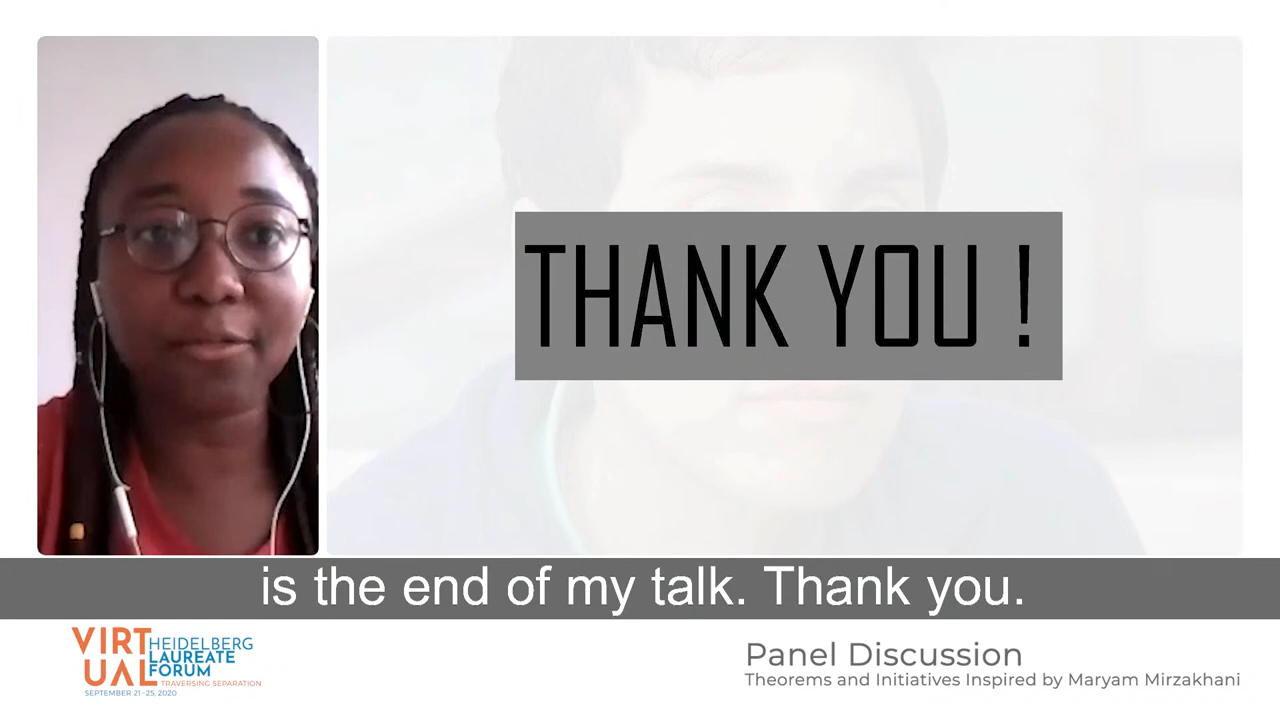 THANK YOU !
is the end of my talk. Thank you.
VIRT
UAL
HEIDELBERG
LAUREATE
FORUM
TRAVERSING SEPARATION
SEPTEMBER 21-25, 2020
Panel Discussion
Theorems and Initiatives Inspired by Maryam Mirzakhani